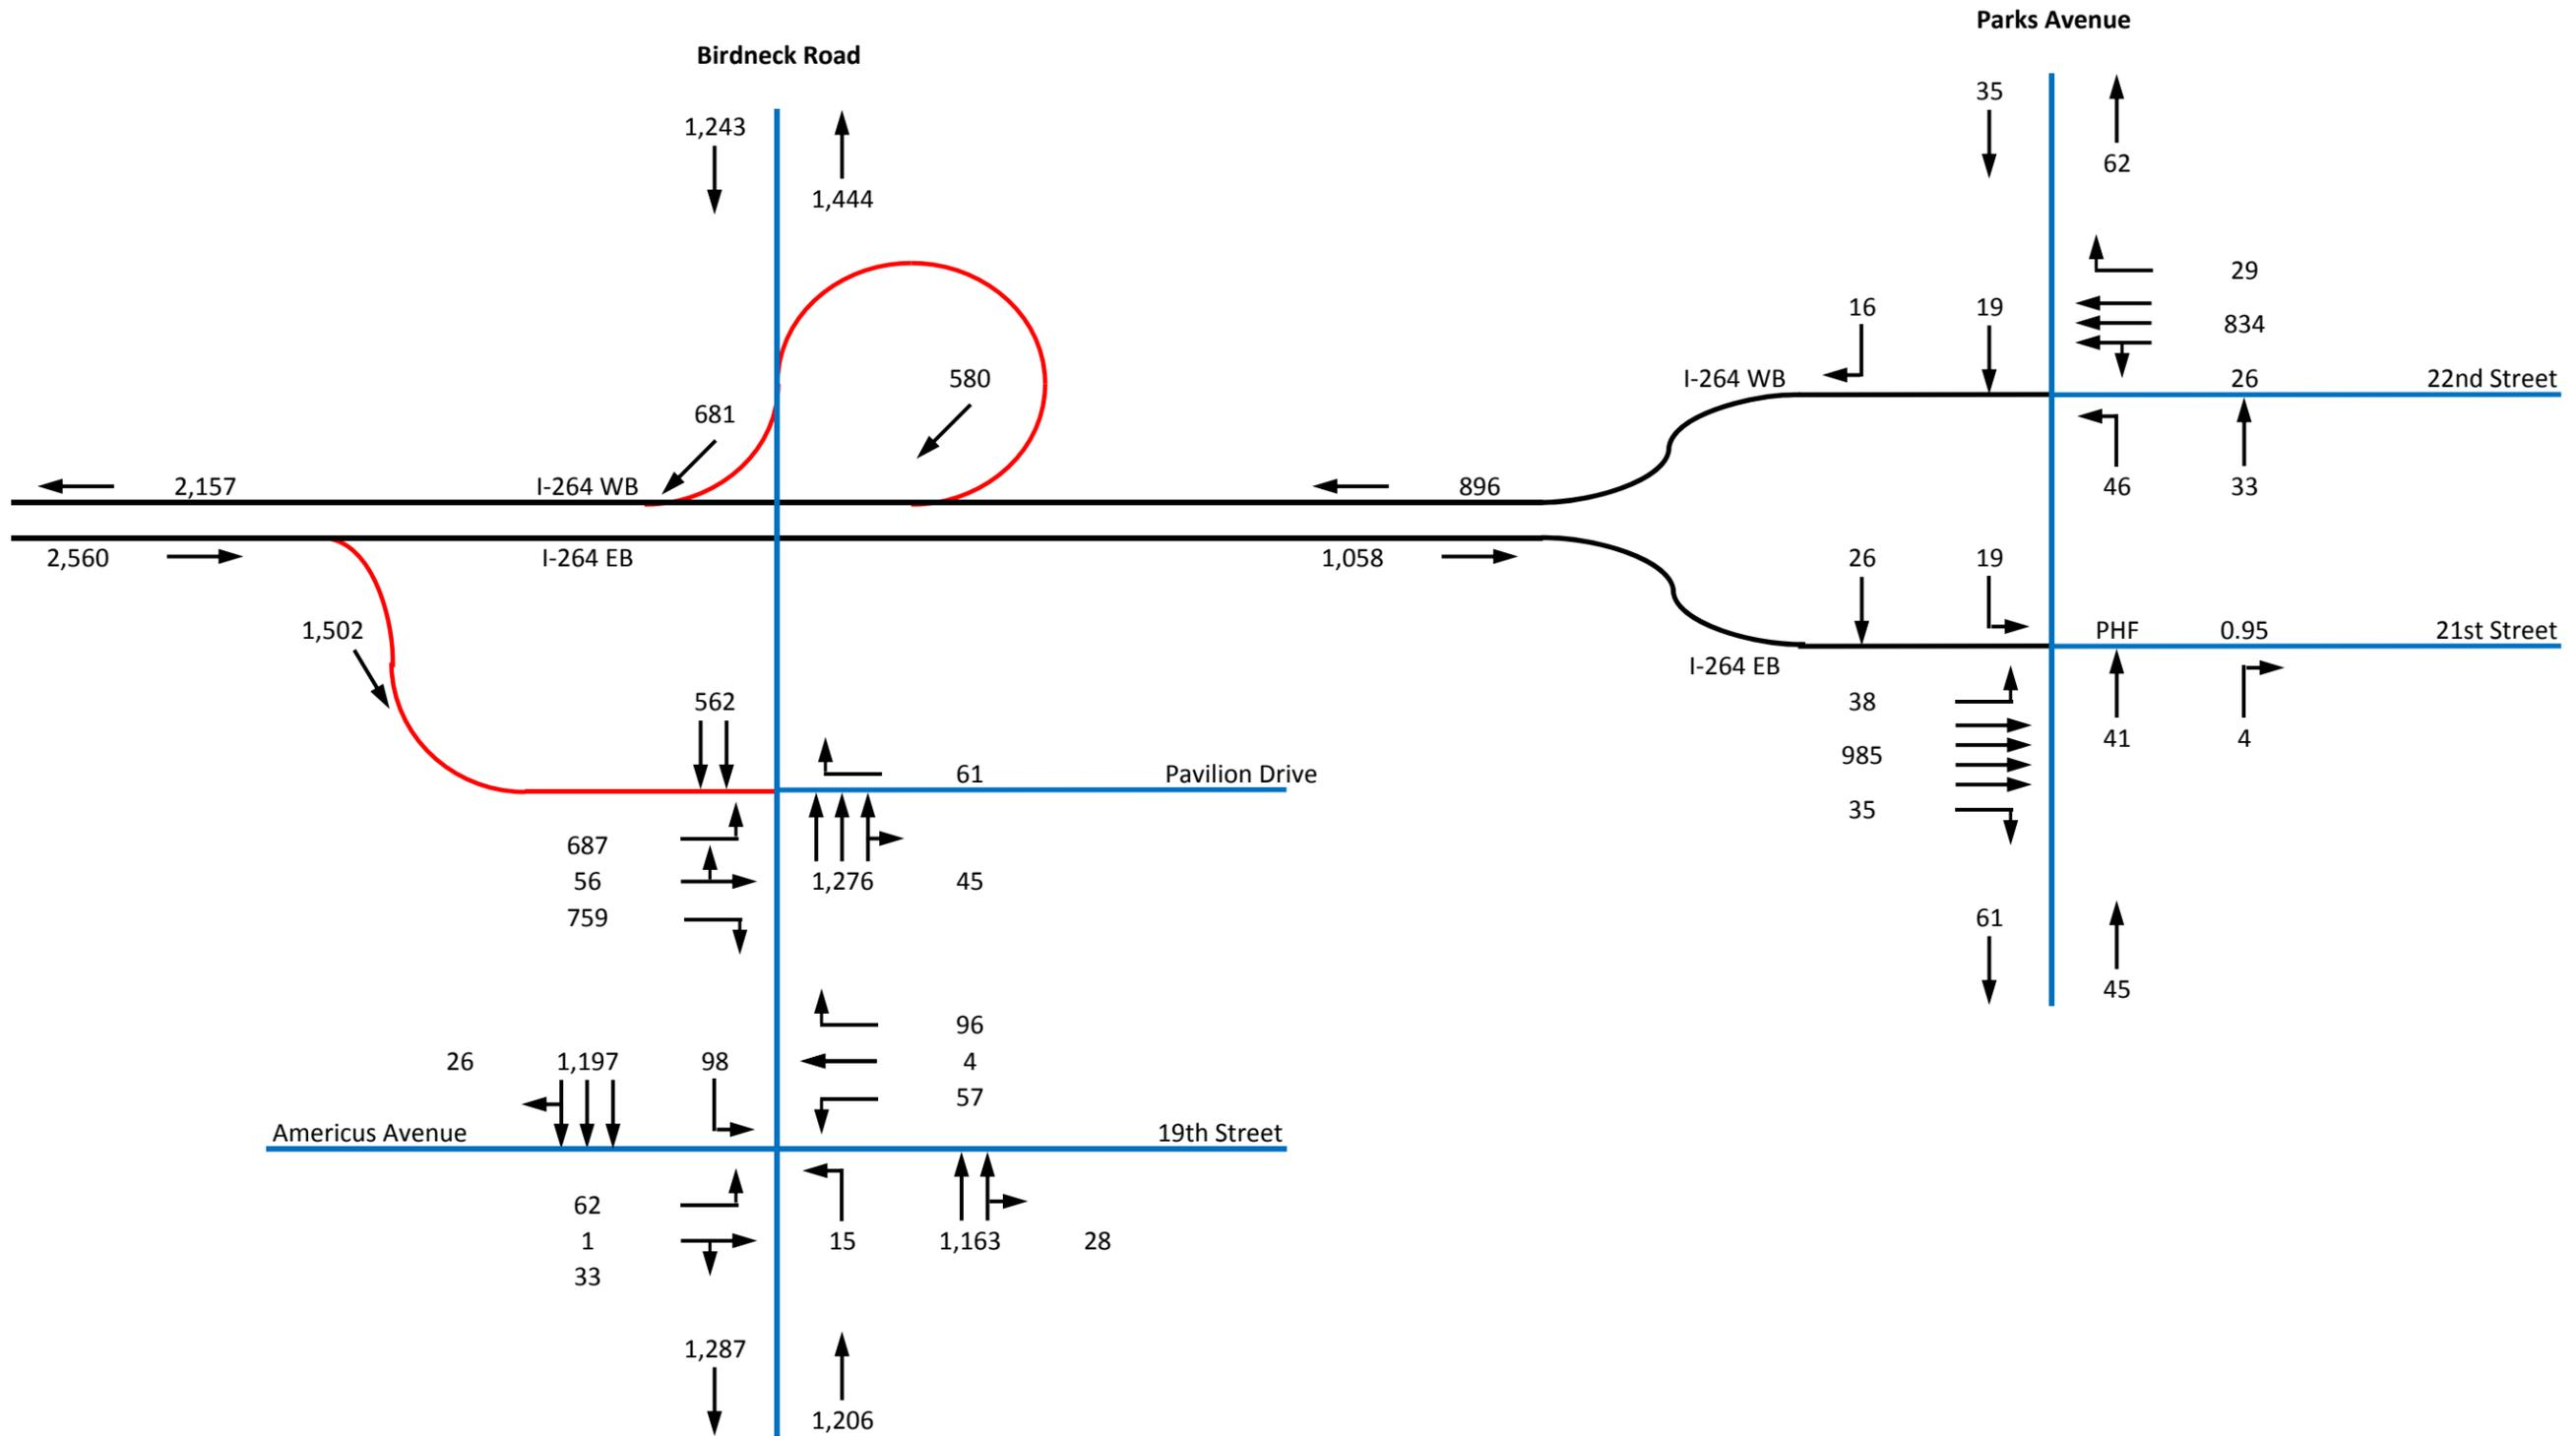 Parks Avenue
Birdneck Road
35
1,243
62
1,444
29
16 19
834
580 I-264 WB 26 22nd Street
681
2,157 I-264 WB 896 46 33
2,560 I-264 EB 1,058 26 19
1,502 PHF 0.95 21st Street
I-264 EB
562 38
41 4
985
61 Pavilion Drive
35
687
56 1,276 45
759 61
45
96
26 1,197 98 4
57
Americus Avenue 19th Street
62
1 15 1,163 28
33
1,287
1,206